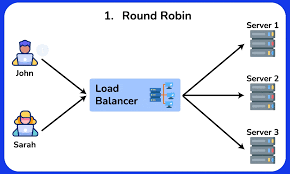 1. Round Robin
Server 1
John
Load
Balancer
Server 2
Sarah
Server 3